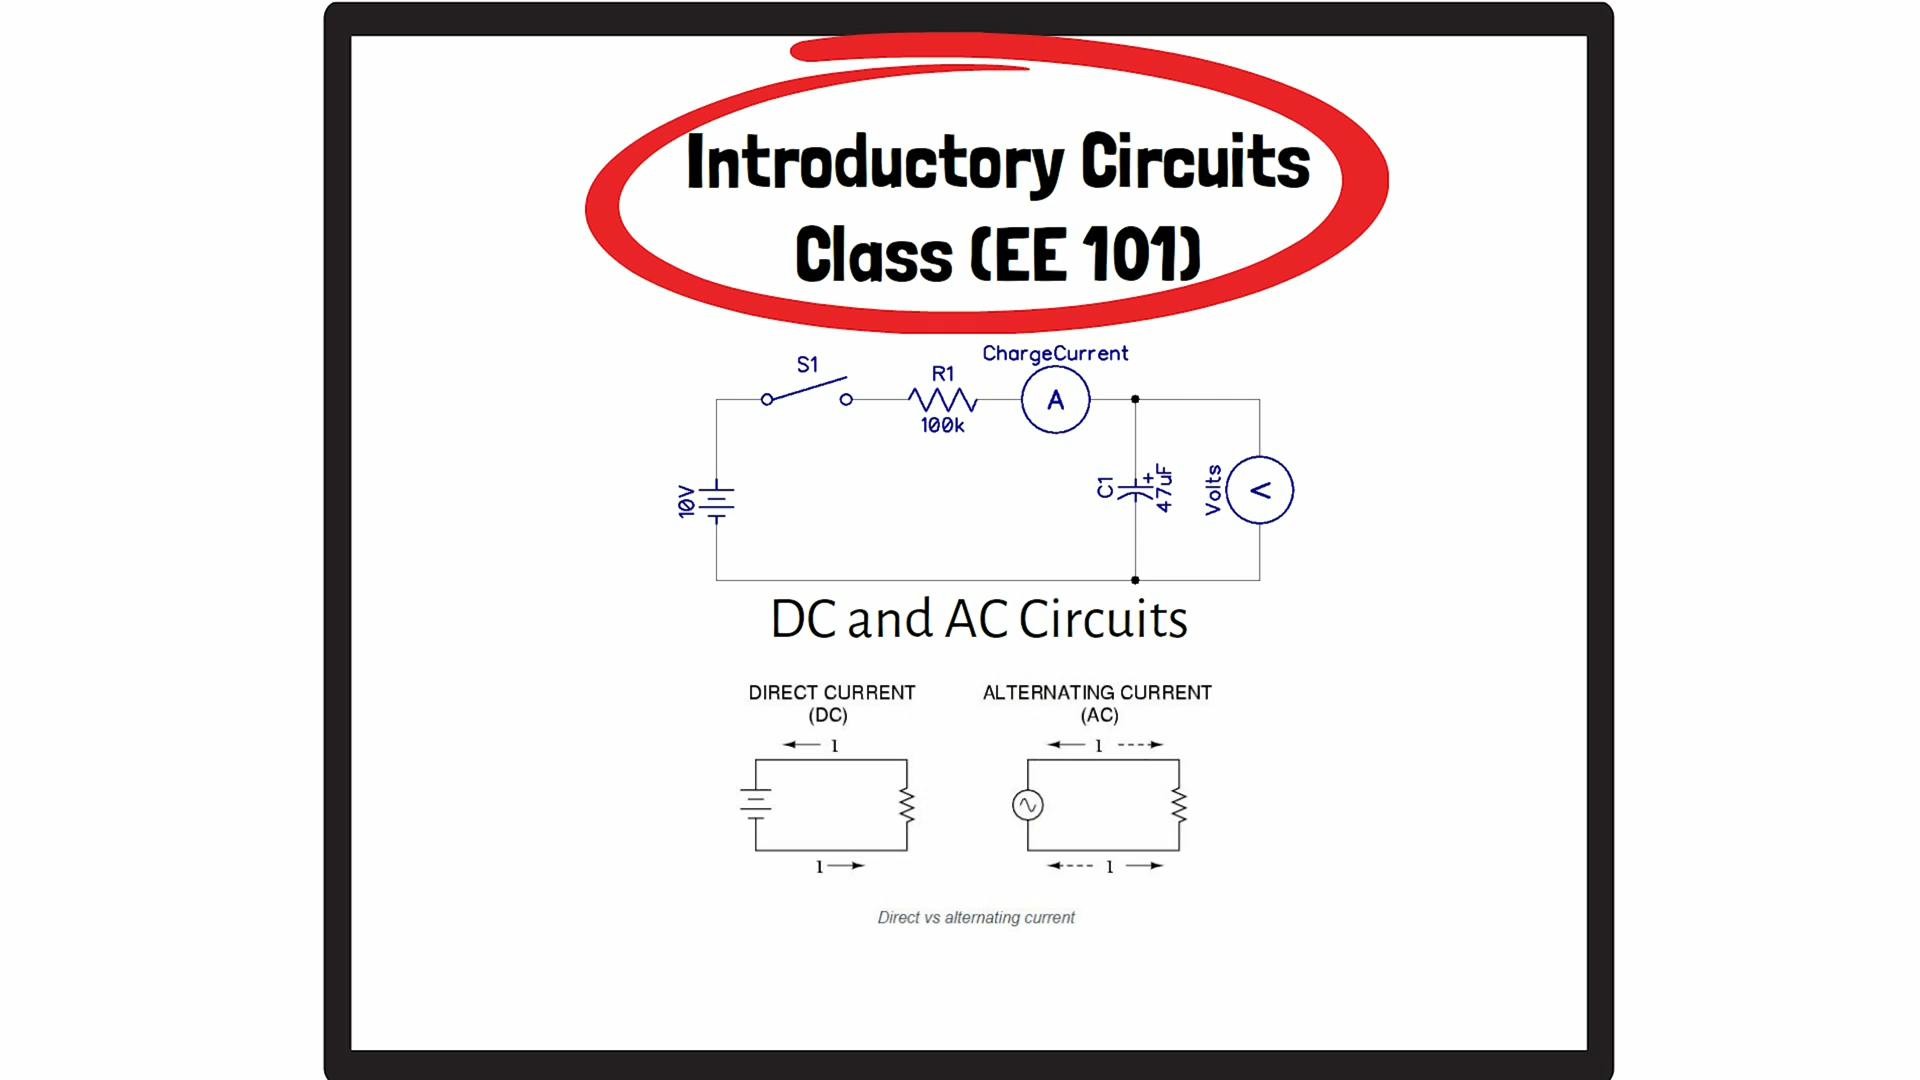 Introductory Circuits
Class (EE 101)
ChargeCurrent
S1
R1
A
100k
10V
C1
+
47uF
Volts
V
DC and AC Circuits
DIRECT CURRENT
(DC)
ALTERNATING CURRENT
(AC)
I
I
I
I
Direct vs alternating current